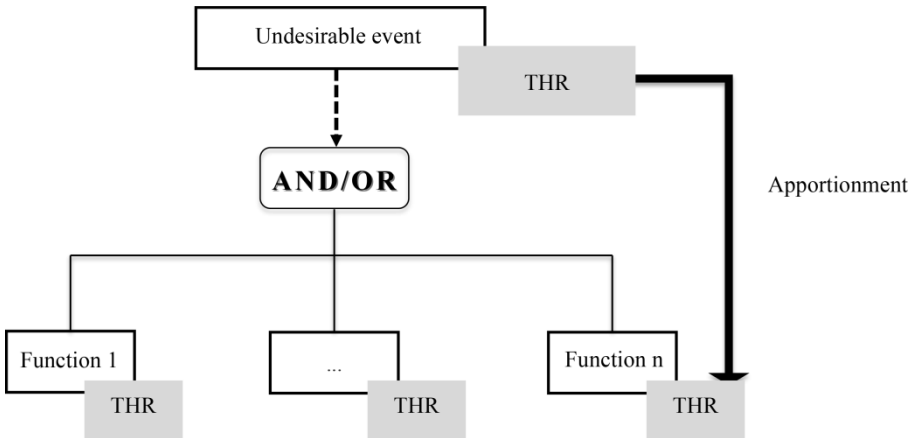 Undesirable event
THR
AND/OR
Apportionment
Function 1
...
Function n
THR
THR
THR